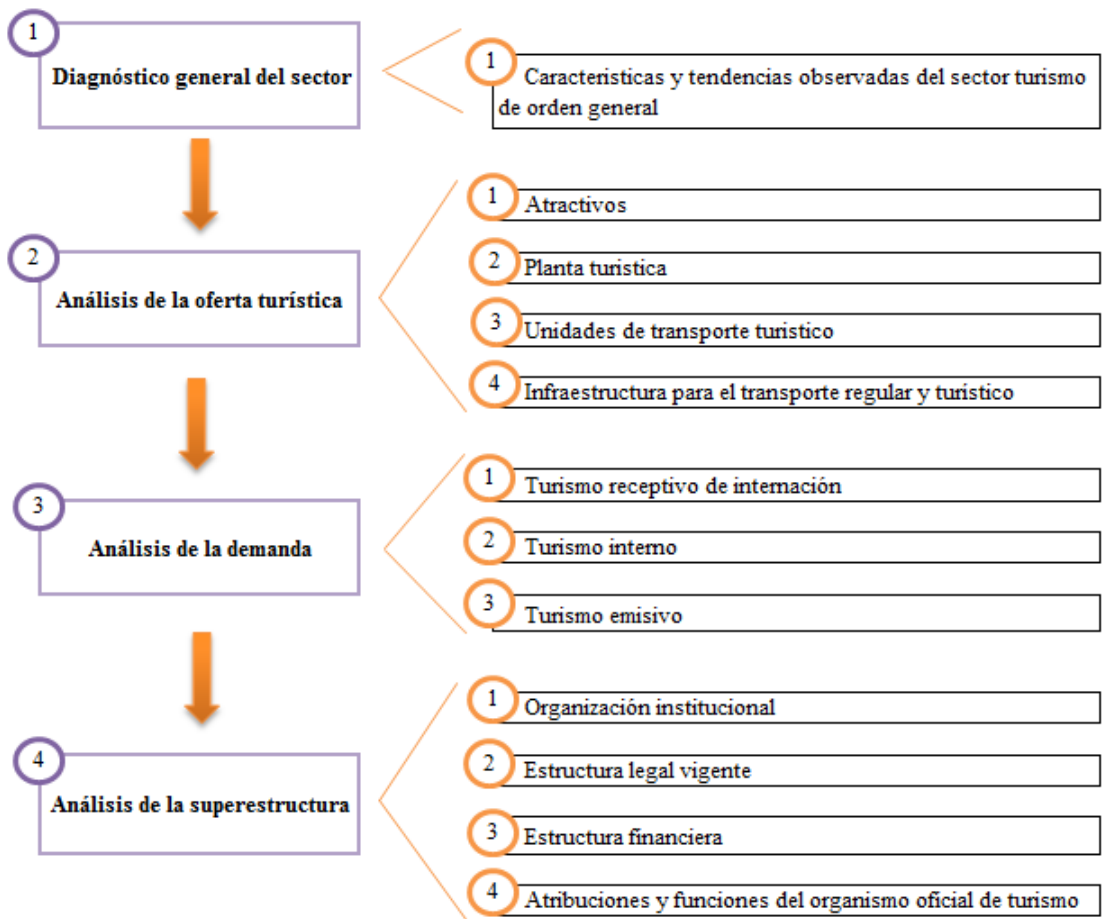 1
Diagnóstico general del sector
1
Caracteristicas y tendencias observadas del sector turismo
de orden general
2
Análisis de la oferta turística
1
Atractivos
2
Planta turistica
3
Unidades de transporte turistico
4
Infraestructura para el transporte regular y turístico
3
Análisis de la demanda
1
Turismo receptivo de internación
2
Turismo interno
3
Turismo emisivo
4
Análisis de la superestructura
1
Organización institucional
2
Estructura legal vigente
3
Estructura financiera
4
Atribuciones y funciones del organismo oficial de turismo